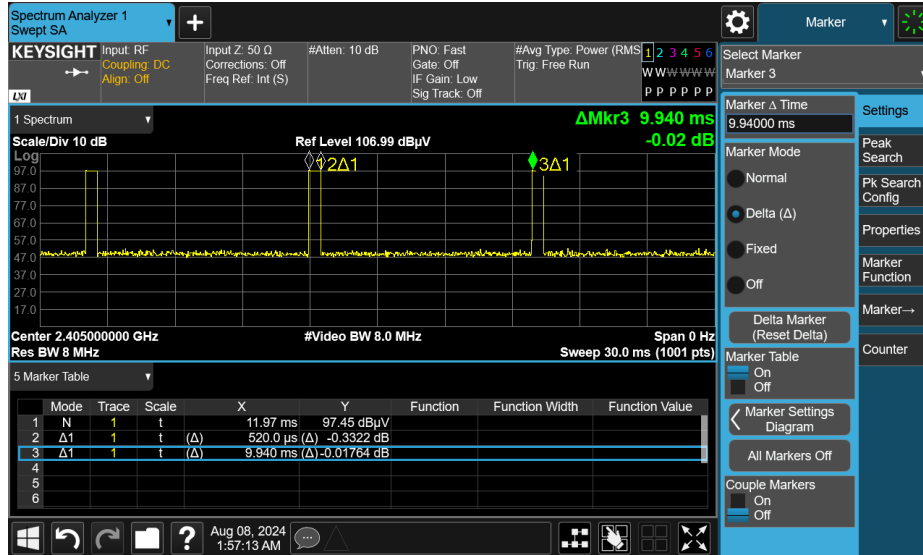 Spectrum Analyzer 1
Swept SA
+
Marker
KEYSIGHT
Input: RF
Coupling: DC
Align: Off
Input Z: 50 Ω
Corrections: Off
Freq Ref: Int (S)
#Atten: 10 dB
PNO: Fast
Gate: Off
IF Gain: Low
Sig Track: Off
#Avg Type: Power (RMS
Trig: Free Run
1 2 3 4 5 6
W W W W W W
P P P P P P
LXI
Select Marker
Marker 3
1 Spectrum
ΔMkr3 9.940 ms
-0.02 dB
Scale/Div 10 dB
Ref Level 106.99 dBµV
Log
97.0
87.0
77.0
67.0
57.0
47.0
37.0
27.0
17.0
1
2Δ1
3Δ1
Center 2.405000000 GHz
#Video BW 8.0 MHz
Span 0 Hz
Res BW 8 MHz
Sweep 30.0 ms (1001 pts)
5 Marker Table
Mode Trace Scale X Y Function Function Width Function Value
1 N 1 t 11.97 ms 97.45 dBµV
2 Δ1 1 t (Δ) 520.0 µs (Δ) -0.3322 dB
3 Δ1 1 t (Δ) 9.940 ms (Δ) -0.01764 dB
4
5
6
Marker Δ Time
9.94000 ms
Marker Mode
Normal
Delta (Δ)
Fixed
Off
Delta Marker
(Reset Delta)
Marker Table
On
Off
Marker Settings
Diagram
All Markers Off
Couple Markers
On
Off
Settings
Peak
Search
Pk Search
Config
Properties
Marker
Function
Marker→
Counter
?
Aug 08, 2024
1:57:13 AM